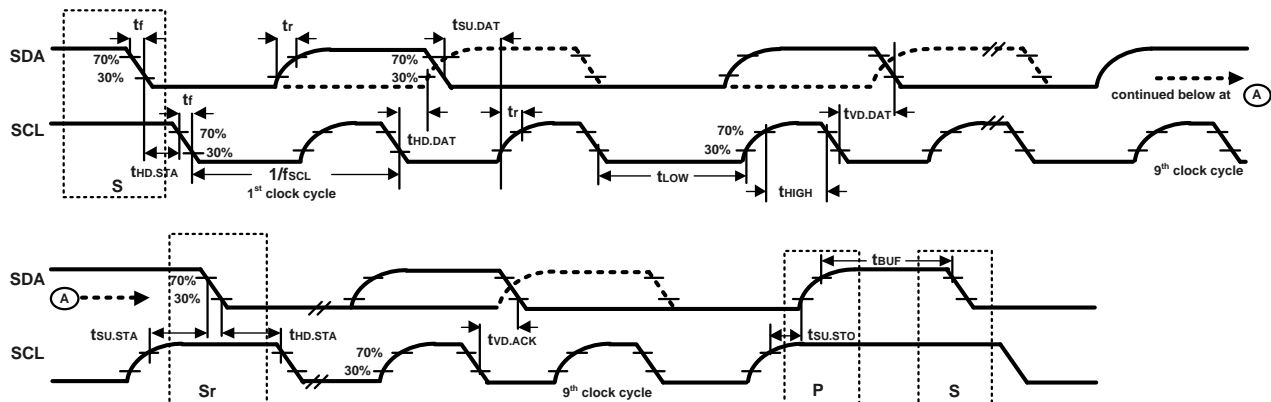 tf
tr
tSU.DAT
SDA
70%
30%
70%
30%
continued below at A
tf
tr
tVD.DAT
SCL
70%
30%
tHD.DAT
70%
30%
tHD.STA
1/fSCL
1st clock cycle
tLOW
tHIGH
9th clock cycle
S
tBUF
SDA
70%
30%
A
tSU.STA
tHD.STA
tVD.ACK
tSU.STO
SCL
70%
30%
9th clock cycle
Sr
P
S